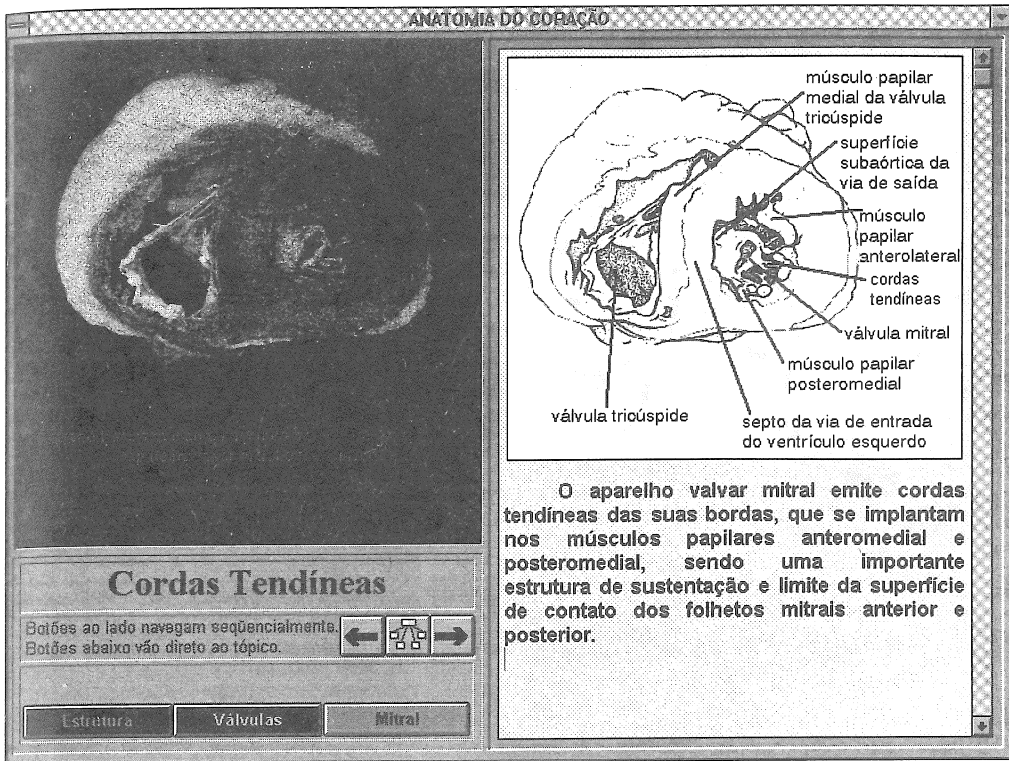 ANATOMIA DO CORAÇÃO
músculo papilar
medial da válvula
tricúspide
superfície
subaórtica da
via de saída
músculo
papilar
anterolateral
cordas
tendíneas
válvula mitral
músculo papilar
posteromedial
válvula tricúspide
septo da via de entrada
do ventrículo esquerdo
O aparelho valvar mitral emite cordas
tendíneas das suas bordas, que se implantam
nos músculos papilares anteromedial e
posteromedial, sendo uma importante
estrutura de sustentação e limite da superfície
de contato dos folhetos mitrais anterior e
posterior.
Cordas Tendíneas
Botões ao lado navegam seqüencialmente.
Botões abaixo vão direto ao tópico.
Estrutura
Válvulas
Mitral